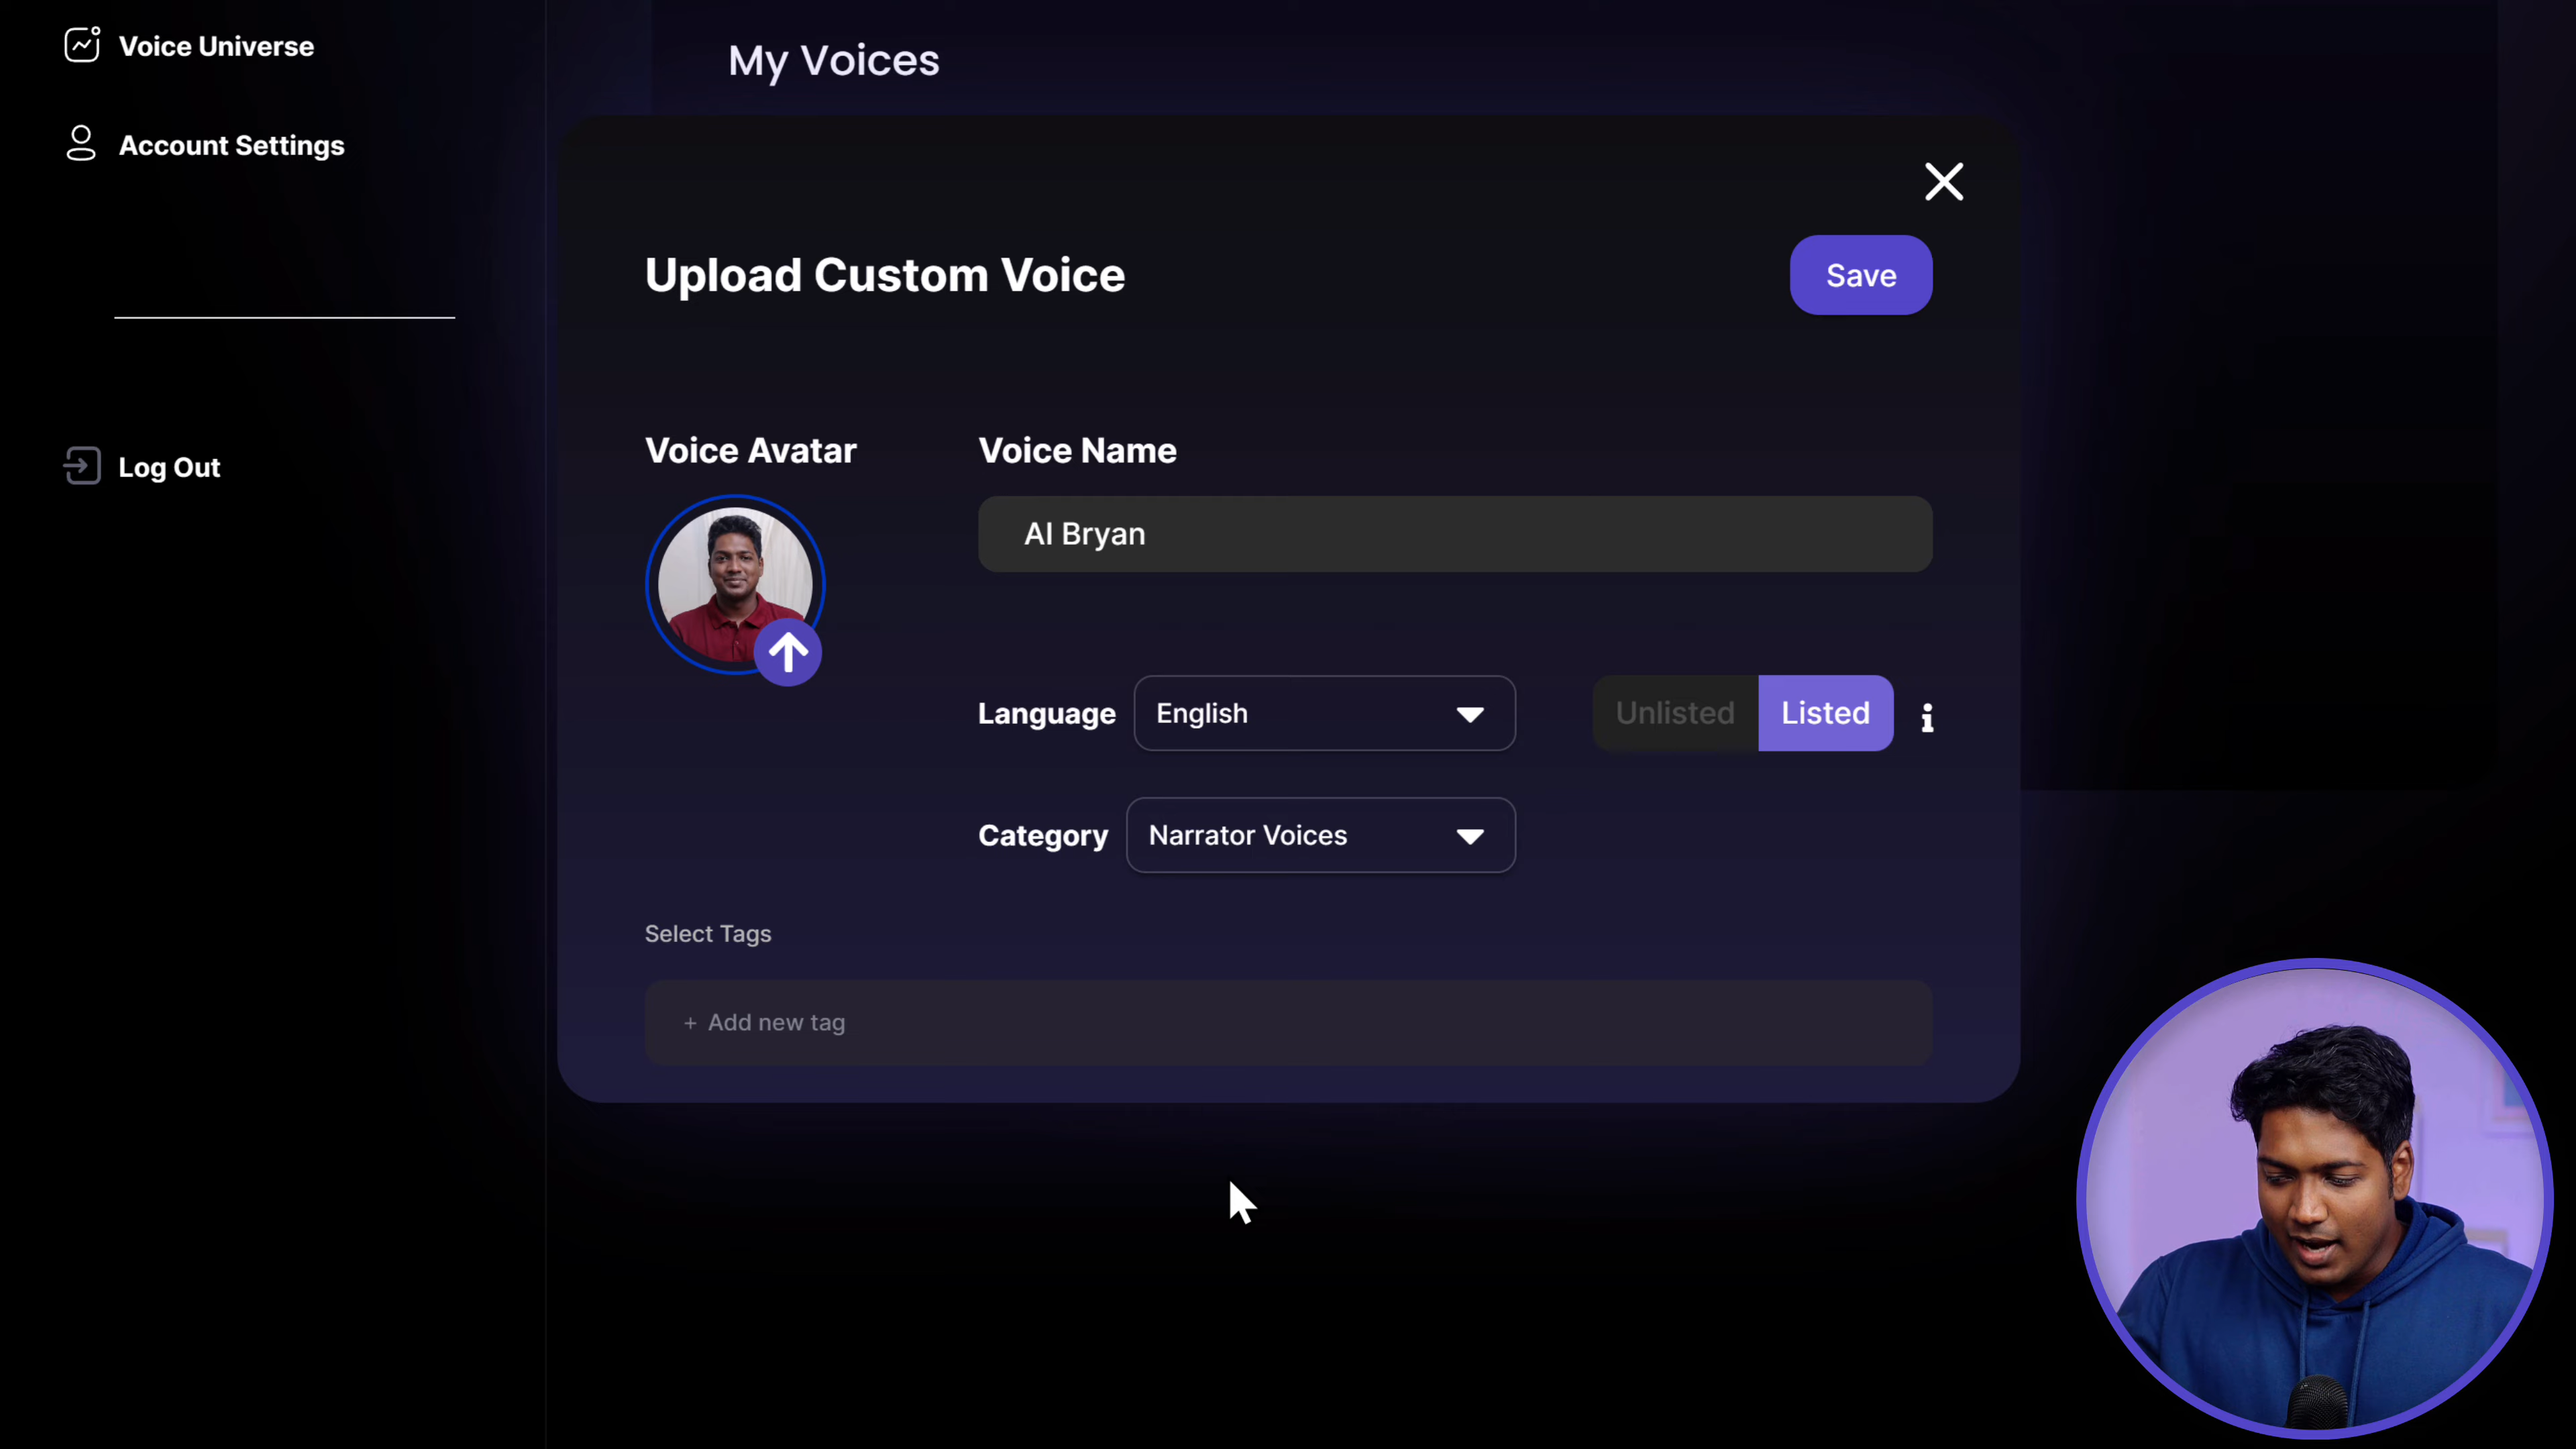 Voice Universe
Account Settings
Log Out
My Voices
Upload Custom Voice
Save
Voice Avatar
Voice Name
AI Bryan
Language
English
Unlisted
Listed
Category
Narrator Voices
Select Tags
+ Add new tag